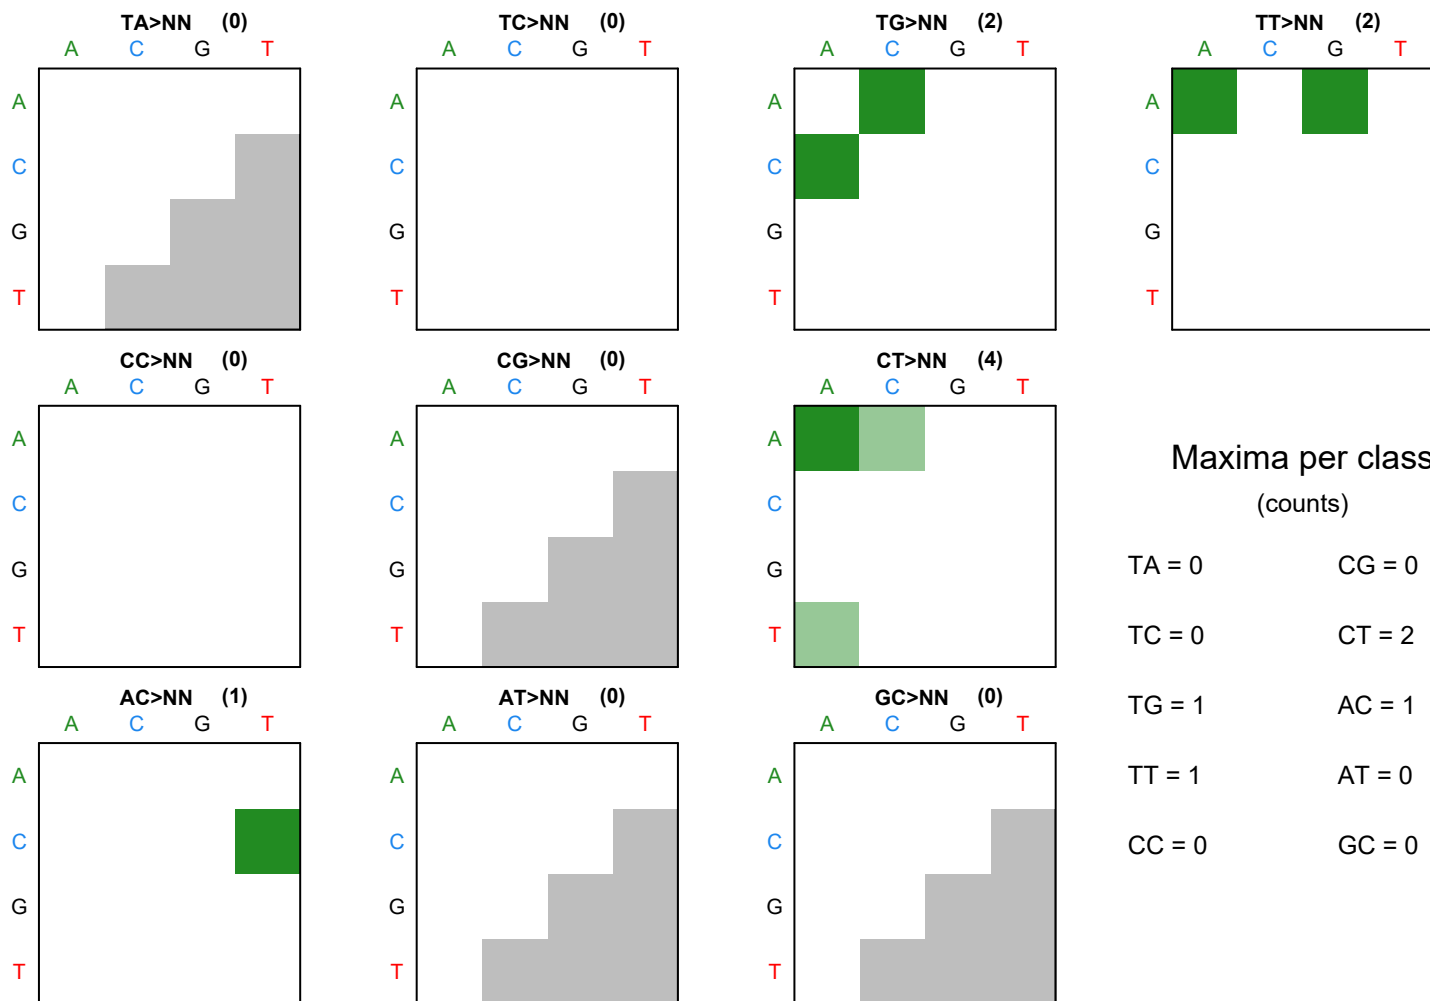 TA>NN (0) TC>NN (0) TG>NN (2) TT>NN (2)
A C G T A C G T A C G T A C G T
A A A A
C C C C
G G G G
T T T T
CC>NN (0) CG>NN (0) CT>NN (4)
A C G T A C G T A C G T
A A A
C C C
G G G
T T T
Maxima per class
(counts)
TA = 0 CG = 0
TC = 0 CT = 2
TG = 1 AC = 1
TT = 1 AT = 0
CC = 0 GC = 0
AC>NN (1) AT>NN (0) GC>NN (0)
A C G T A C G T A C G T
A A A
C C C
G G G
T T T